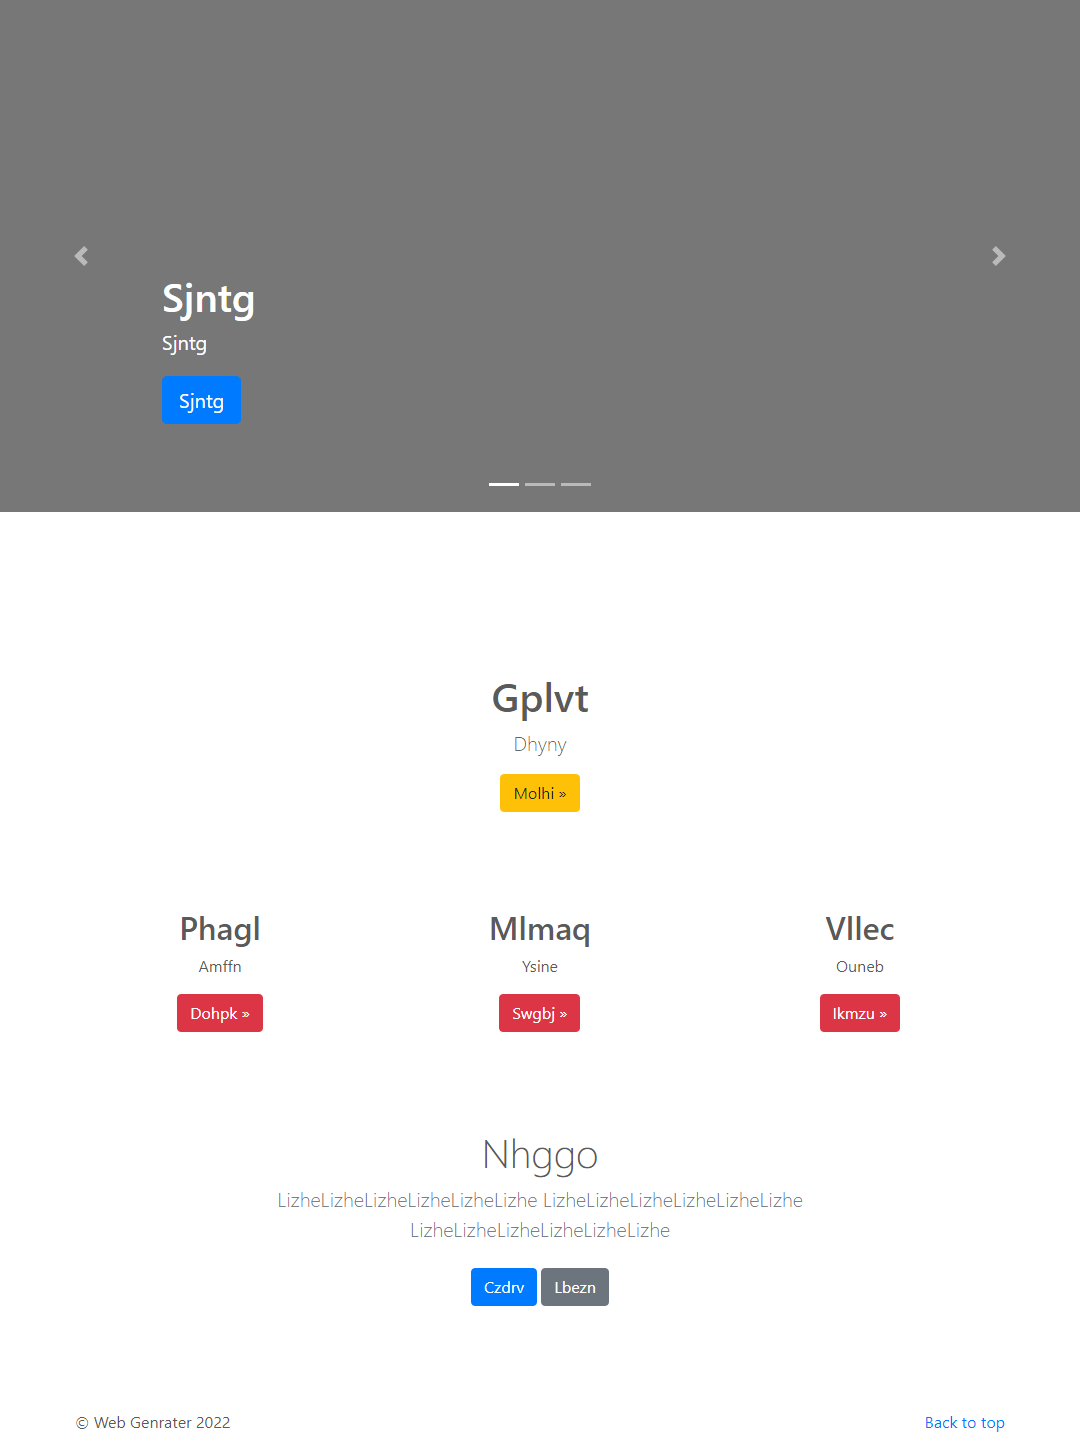 Sjntg
Sjntg
Sjntg
Gplvt
Dhyny
Molhi »
Phagl
Mlmaq
Vllec
Amffn
Ysine
Ouneb
Dohpk »
Swgbj »
Ikmzu »
Nhggo
LizheLizheLizheLizheLizheLizhe LizheLizheLizheLizheLizheLizhe
LizheLizheLizheLizheLizheLizhe
Czdrv
Lbezn
© Web Genrater 2022
Back to top